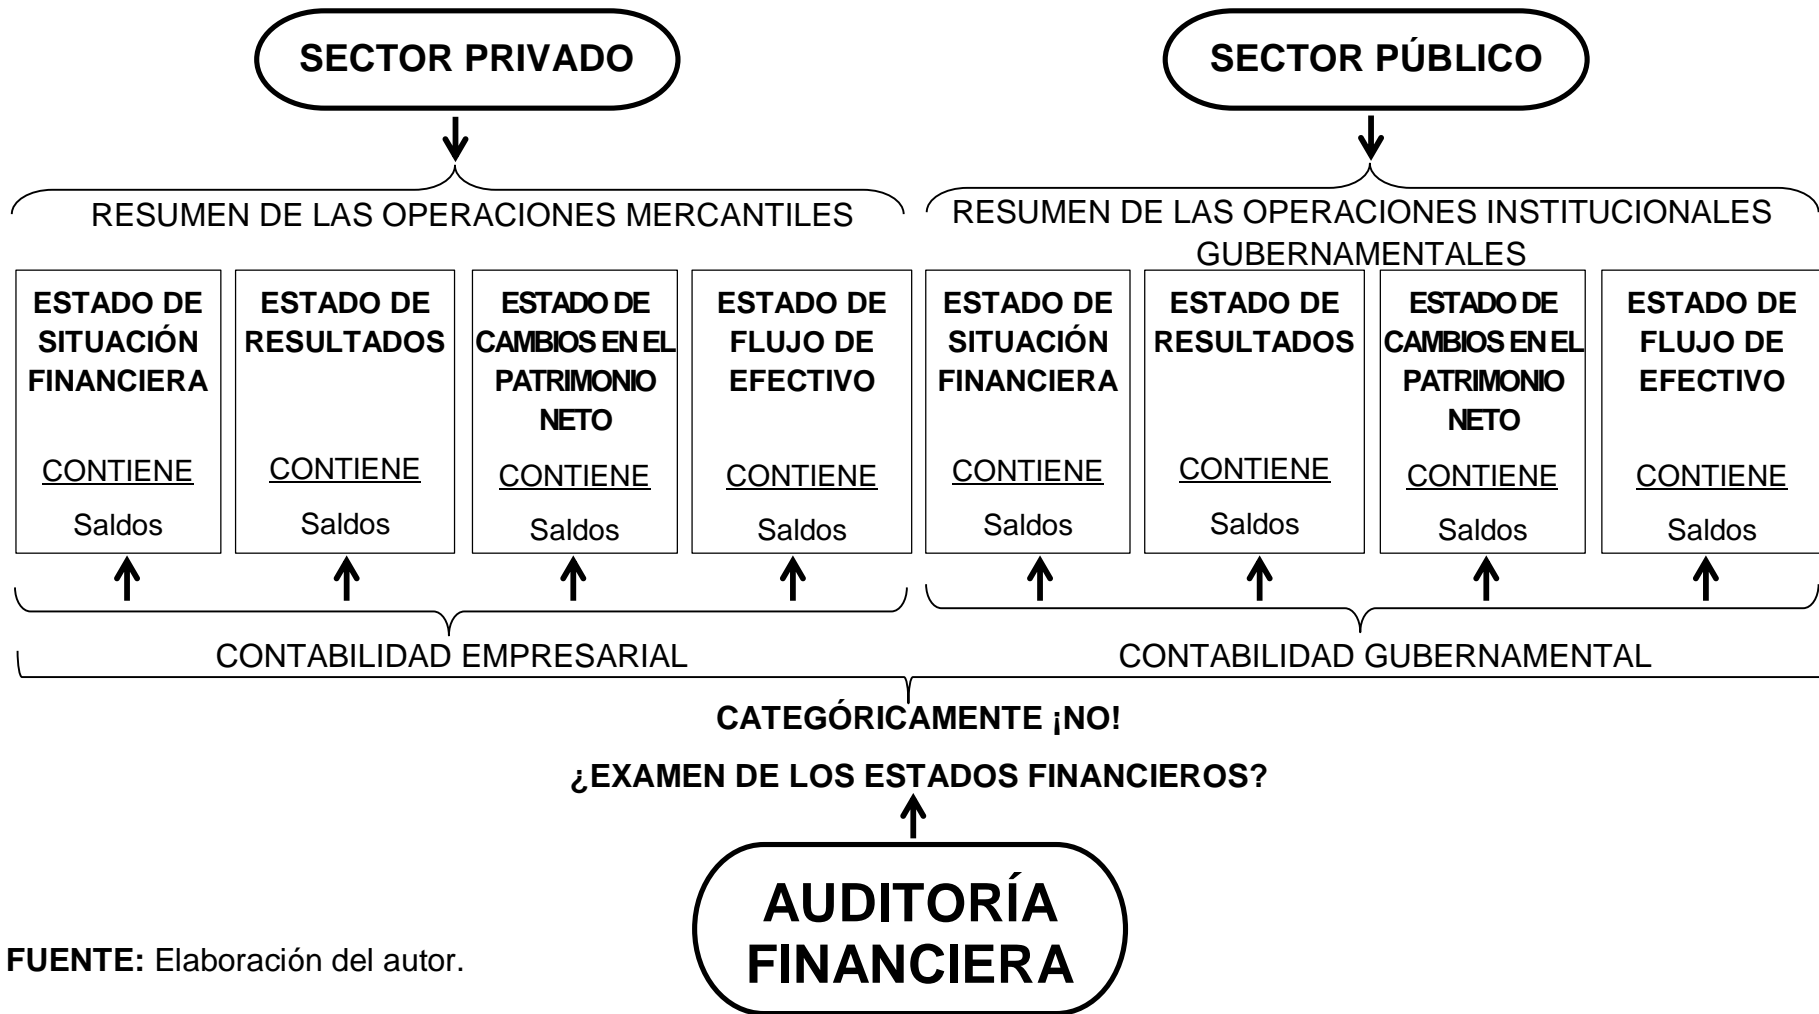 SECTOR PRIVADO
SECTOR PÚBLICO
RESUMEN DE LAS OPERACIONES MERCANTILES
RESUMEN DE LAS OPERACIONES INSTITUCIONALES
GUBERNAMENTALES
ESTADO DE
SITUACIÓN
FINANCIERA
CONTIENE
Saldos
ESTADO DE
RESULTADOS
CONTIENE
Saldos
ESTADO DE
CAMBIOS EN EL
PATRIMONIO
NETO
CONTIENE
Saldos
ESTADO DE
FLUJO DE
EFECTIVO
CONTIENE
Saldos
ESTADO DE
SITUACIÓN
FINANCIERA
CONTIENE
Saldos
ESTADO DE
RESULTADOS
CONTIENE
Saldos
ESTADO DE
CAMBIOS EN EL
PATRIMONIO
NETO
CONTIENE
Saldos
ESTADO DE
FLUJO DE
EFECTIVO
CONTIENE
Saldos
CONTABILIDAD EMPRESARIAL
CONTABILIDAD GUBERNAMENTAL
CATEGÓRICAMENTE ¡NO!
¿EXAMEN DE LOS ESTADOS FINANCIEROS?
AUDITORÍA
FINANCIERA
FUENTE: Elaboración del autor.